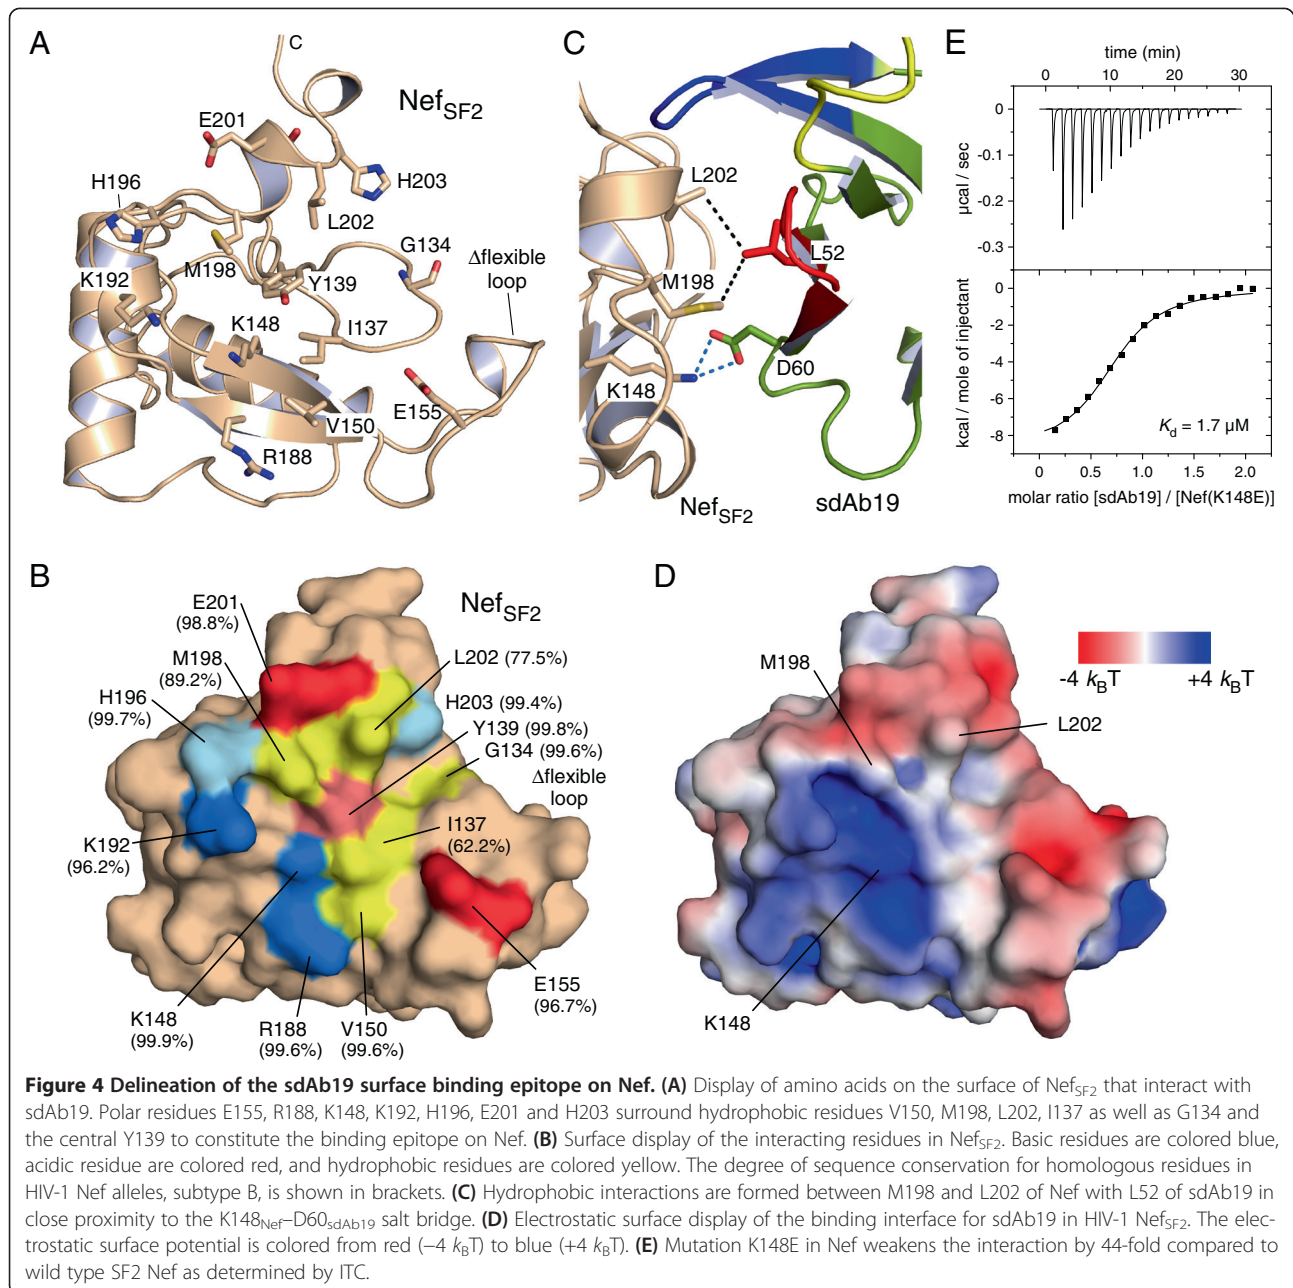 A
C
Nef_SF2
E201
H203
H196
L202
G134
M198
Y139
Δflexible
loop
K192
K148
I137
E155
V150
R188
C
L202
L52
M198
D60
K148
Nef_SF2
sdAb19
E
time (min)
0 10 20 30
0
-0.1
-0.2
-0.3
µcal / sec
0
-2
-4
-6
-8
kcal / mole of injectant
K_d = 1.7 µM
0 0.5 1.0 1.5 2.0
molar ratio [sdAb19] / [Nef(K148E)]
B
Nef_SF2
E201
(98.8%)
M198
(89.2%)
L202 (77.5%)
H196
(99.7%)
H203 (99.4%)
Y139 (99.8%)
G134 (99.6%)
Δflexible
loop
I137
(62.2%)
K192
(96.2%)
E155
(96.7%)
K148
(99.9%)
R188
(99.6%)
V150
(99.6%)
D
M198
-4 k_BT +4 k_BT
L202
K148
Figure 4 Delineation of the sdAb19 surface binding epitope on Nef. (A) Display of amino acids on the surface of Nef_SF2 that interact with
sdAb19. Polar residues E155, R188, K148, K192, H196, E201 and H203 surround hydrophobic residues V150, M198, L202, I137 as well as G134 and
the central Y139 to constitute the binding epitope on Nef. (B) Surface display of the interacting residues in Nef_SF2. Basic residues are colored blue,
acidic residue are colored red, and hydrophobic residues are colored yellow. The degree of sequence conservation for homologous residues in
HIV-1 Nef alleles, subtype B, is shown in brackets. (C) Hydrophobic interactions are formed between M198 and L202 of Nef with L52 of sdAb19 in
close proximity to the K148_Nef–D60_sdAb19 salt bridge. (D) Electrostatic surface display of the binding interface for sdAb19 in HIV-1 Nef_SF2. The elec-
trostatic surface potential is colored from red (−4 k_BT) to blue (+4 k_BT). (E) Mutation K148E in Nef weakens the interaction by 44-fold compared to
wild type SF2 Nef as determined by ITC.